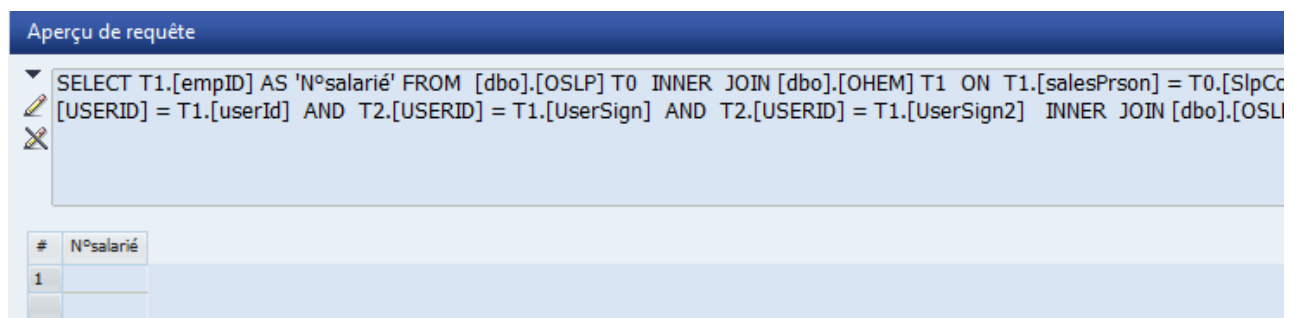 Aperçu de requête
SELECT T1.[empID] AS 'N°salarié' FROM [dbo].[OSLP] T0 INNER JOIN [dbo].[OHEM] T1 ON T1.[salesPrson] = T0.[SlpCo
[USERID] = T1.[userId] AND T2.[USERID] = T1.[UserSign] AND T2.[USERID] = T1.[UserSign2] INNER JOIN [dbo].[OSL
# N°salarié
1